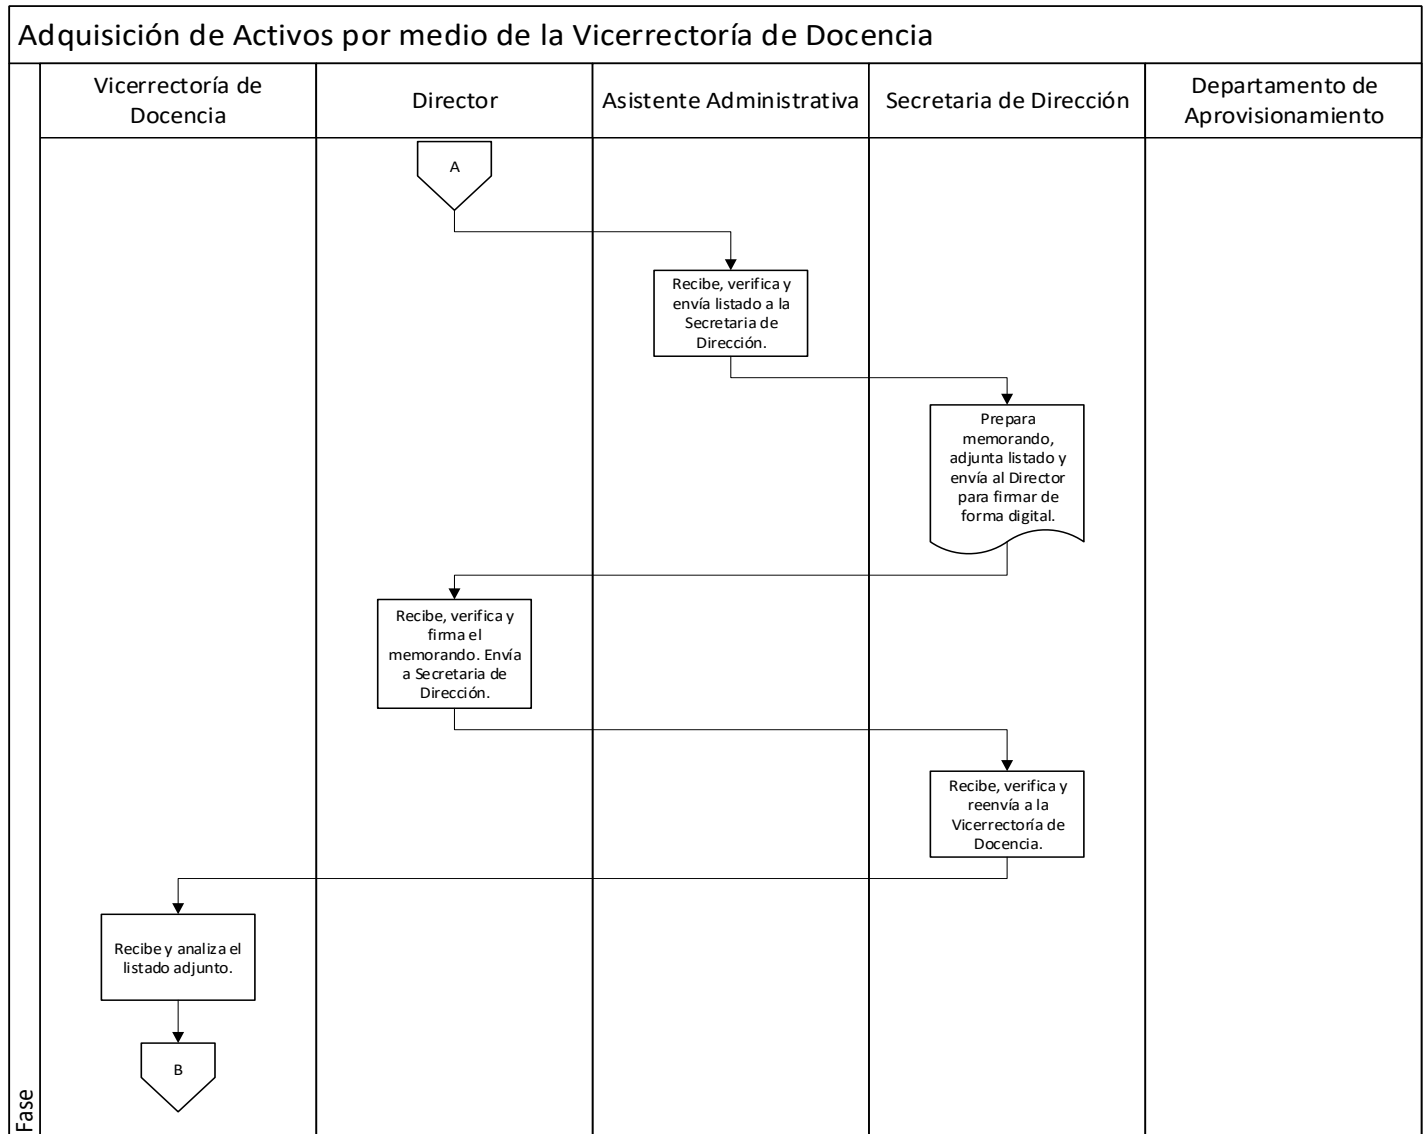 Adquisición de Activos por medio de la Vicerrectoría de Docencia
Vicerrectoría de
Docencia
Director
Asistente Administrativa
Secretaria de Dirección
Departamento de
Aprovisionamiento
A
Recibe, verifica y
envía listado a la
Secretaria de
Dirección.
Prepara
memorando,
adjunta listado y
envía al Director
para firmar de
forma digital.
Recibe, verifica y
firma el
memorando. Envía
a Secretaria de
Dirección.
Recibe, verifica y
reenvía a la
Vicerrectoría de
Docencia.
Recibe y analiza el
listado adjunto.
B
Fase